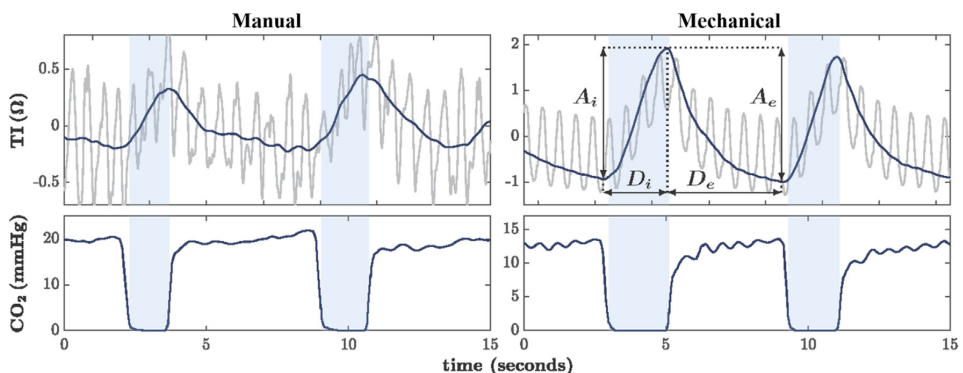 Manual Mechanical
TI (Ω)
0.5
0
-0.5
2
1
0
-1
A_i A_e
D_i D_e
CO₂ (mmHg)
20
10
0
15
10
5
0
0 5 10 15 0 5 10 15
time (seconds)